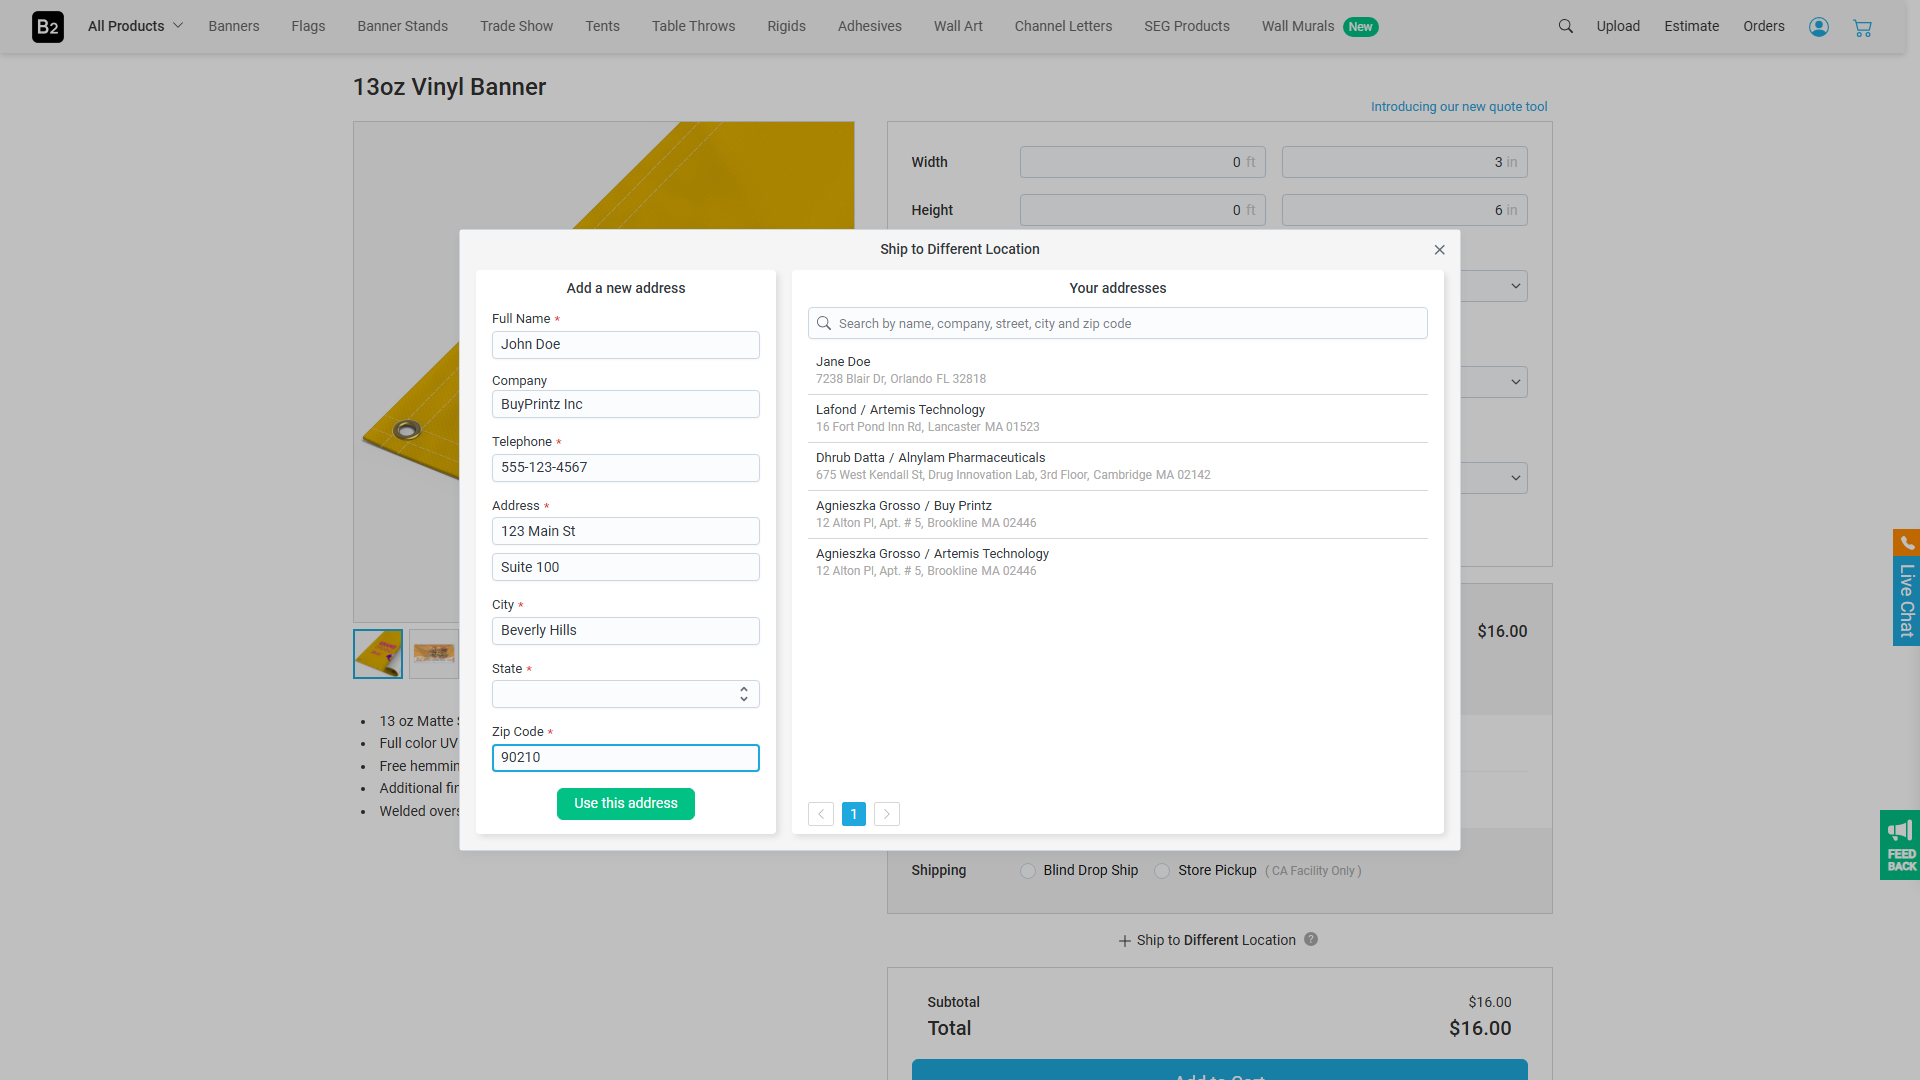 B2 All Products Banners Flags Banner Stands Trade Show Tents Table Throws Rigids Adhesives Wall Art Channel Letters SEG Products Wall Murals New Upload Estimate Orders
13oz Vinyl Banner
Introducing our new quote tool
Width 0 ft 3 in
Height 0 ft 6 in
Ship to Different Location
Add a new address
Full Name *
John Doe
Company
BuyPrintz Inc
Telephone *
555-123-4567
Address *
123 Main St
Suite 100
City *
Beverly Hills
State *
Zip Code *
90210
Use this address
Your addresses
Search by name, company, street, city and zip code
Jane Doe
7238 Blair Dr, Orlando FL 32818
Lafond / Artemis Technology
16 Fort Pond Inn Rd, Lancaster MA 01523
Dhrub Datta / Alnylam Pharmaceuticals
675 West Kendall St, Drug Innovation Lab, 3rd Floor, Cambridge MA 02142
Agnieszka Grosso / Buy Printz
12 Alton Pl, Apt. # 5, Brookline MA 02446
Agnieszka Grosso / Artemis Technology
12 Alton Pl, Apt. # 5, Brookline MA 02446
1
13 oz Matte
Full color UV
Free hemmin
Additional fin
Welded overs
$16.00
Shipping Blind Drop Ship Store Pickup ( CA Facility Only )
Ship to Different Location ?
Subtotal $16.00
Total $16.00
Add to Cart
Live Chat
FEED
BACK